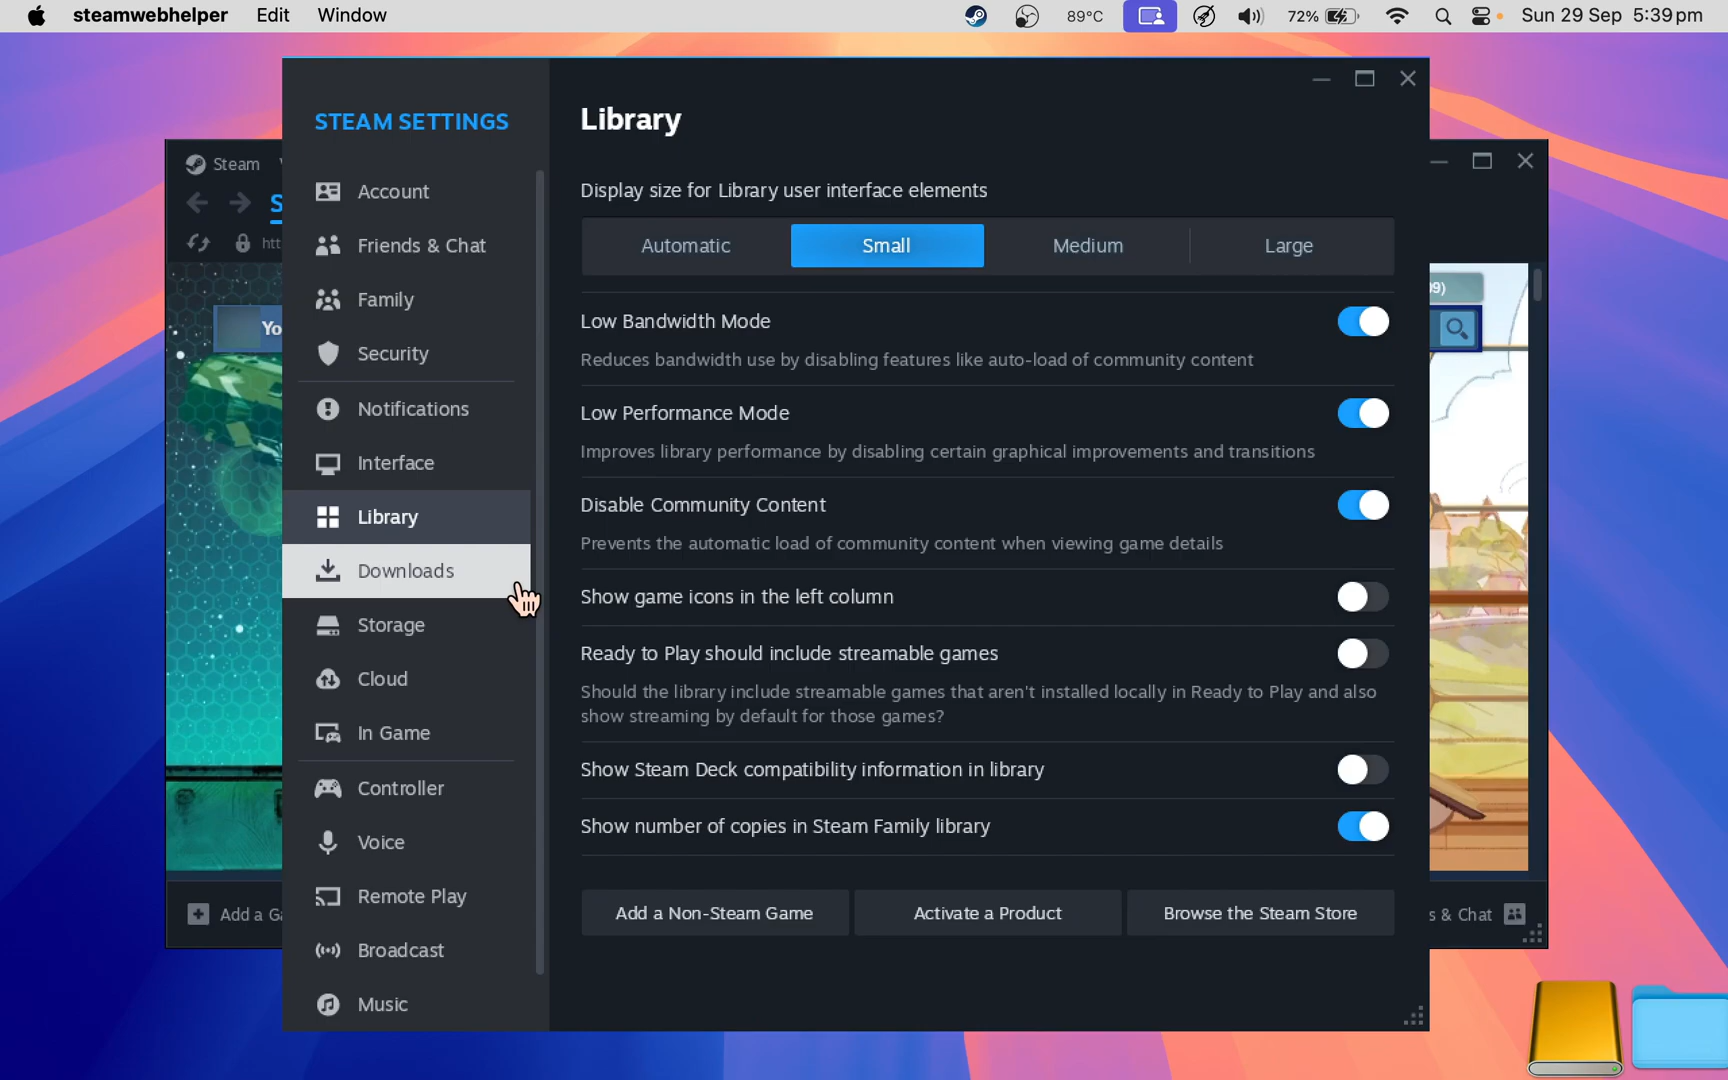 steamwebhelper Edit Window 89°C 72% Sun 29 Sep 5:39pm
Steam
STEAM SETTINGS
Account
Friends & Chat
Family
Security
Notifications
Interface
Library
Downloads
Storage
Cloud
In Game
Controller
Voice
Remote Play
Broadcast
Music
Library
Display size for Library user interface elements
Automatic Small Medium Large
Low Bandwidth Mode
Reduces bandwidth use by disabling features like auto-load of community content
Low Performance Mode
Improves library performance by disabling certain graphical improvements and transitions
Disable Community Content
Prevents the automatic load of community content when viewing game details
Show game icons in the left column
Ready to Play should include streamable games
Should the library include streamable games that aren't installed locally in Ready to Play and also
show streaming by default for those games?
Show Steam Deck compatibility information in library
Show number of copies in Steam Family library
Add a Non-Steam Game Activate a Product Browse the Steam Store
Add a
& Chat